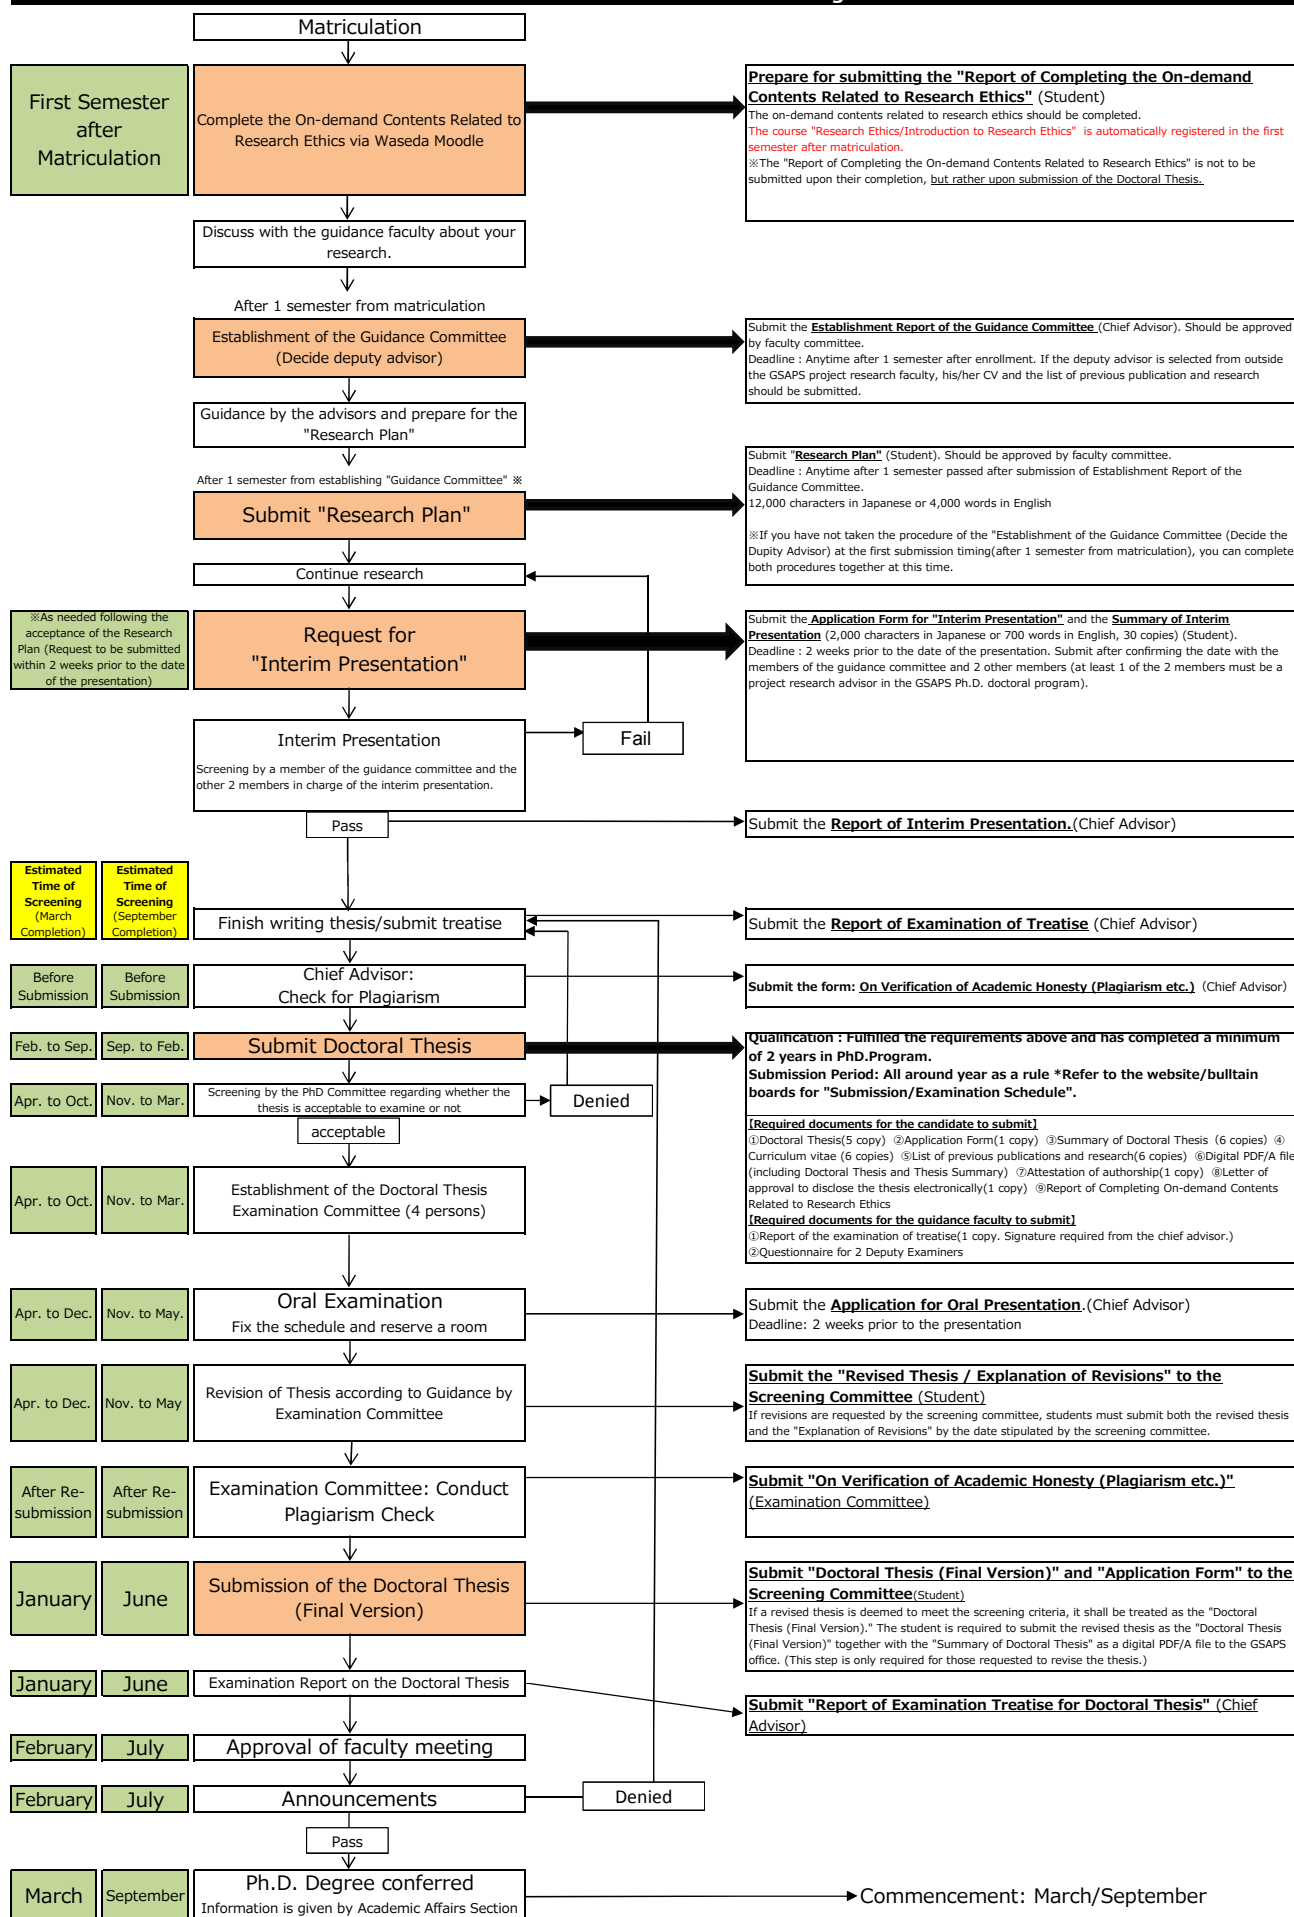 Matriculation
First Semester
after
Matriculation
Complete the On-demand Contents Related to
Research Ethics via Waseda Moodle
Prepare for submitting the "Report of Completing the On-demand
Contents Related to Research Ethics" (Student)
The on-demand contents related to research ethics should be completed.
The course "Research Ethics/Introduction to Research Ethics" is automatically registered in the first
semester after matriculation.
※The "Report of Completing the On-demand Contents Related to Research Ethics" is not to be
submitted upon their completion, but rather upon submission of the Doctoral Thesis.
Discuss with the guidance faculty about your
research.
After 1 semester from matriculation
Establishment of the Guidance Committee
(Decide deputy advisor)
Submit the Establishment Report of the Guidance Committee (Chief Advisor). Should be approved
by faculty committee.
Deadline : Anytime after 1 semester after enrollment. If the deputy advisor is selected from outside
the GSAPS project research faculty, his/her CV and the list of previous publication and research
should be submitted.
Guidance by the advisors and prepare for the
"Research Plan"
After 1 semester from establishing "Guidance Committee" ※
Submit "Research Plan"
Submit "Research Plan" (Student). Should be approved by faculty committee.
Deadline : Anytime after 1 semester passed after submission of Establishment Report of the
Guidance Committee.
12,000 characters in Japanese or 4,000 words in English
※If you have not taken the procedure of the "Establishment of the Guidance Committee (Decide the
Dupity Advisor) at the first submission timing(after 1 semester from matriculation), you can complete
both procedures together at this time.
Continue research
※As needed following the
acceptance of the Research
Plan (Request to be submitted
within 2 weeks prior to the date
of the presentation)
Request for
"Interim Presentation"
Submit the Application Form for "Interim Presentation" and the Summary of Interim
Presentation (2,000 characters in Japanese or 700 words in English, 30 copies) (Student).
Deadline : 2 weeks prior to the date of the presentation. Submit after confirming the date with the
members of the guidance committee and 2 other members (at least 1 of the 2 members must be a
project research advisor in the GSAPS Ph.D. doctoral program).
Interim Presentation
Screening by a member of the guidance committee and the
other 2 members in charge of the interim presentation.
Fail
Pass
Submit the Report of Interim Presentation.(Chief Advisor)
Estimated
Time of
Screening
(March
Completion)
Estimated
Time of
Screening
(September
Completion)
Finish writing thesis/submit treatise
Submit the Report of Examination of Treatise (Chief Advisor)
Before
Submission
Before
Submission
Chief Advisor:
Check for Plagiarism
Submit the form: On Verification of Academic Honesty (Plagiarism etc.) (Chief Advisor)
Feb. to Sep.
Sep. to Feb.
Submit Doctoral Thesis
Qualification : Fulfilled the requirements above and has completed a minimum
of 2 years in PhD.Program.
Submission Period: All around year as a rule *Refer to the website/bulltain
boards for "Submission/Examination Schedule".
Apr. to Oct.
Nov. to Mar.
Screening by the PhD Committee regarding whether the
thesis is acceptable to examine or not
Denied
acceptable
【Required documents for the candidate to submit】
①Doctoral Thesis(5 copy) ②Application Form(1 copy) ③Summary of Doctoral Thesis (6 copies) ④
Curriculum vitae (6 copies) ⑤List of previous publications and research(6 copies) ⑥Digital PDF/A file
(including Doctoral Thesis and Thesis Summary) ⑦Attestation of authorship(1 copy) ⑧Letter of
approval to disclose the thesis electronically(1 copy) ⑨Report of Completing On-demand Contents
Related to Research Ethics
【Required documents for the guidance faculty to submit】
①Report of the examination of treatise(1 copy. Signature required from the chief advisor.)
②Questionnaire for 2 Deputy Examiners
Apr. to Oct.
Nov. to Mar.
Establishment of the Doctoral Thesis
Examination Committee (4 persons)
Apr. to Dec.
Nov. to May.
Oral Examination
Fix the schedule and reserve a room
Submit the Application for Oral Presentation.(Chief Advisor)
Deadline: 2 weeks prior to the presentation
Apr. to Dec.
Nov. to May
Revision of Thesis according to Guidance by
Examination Committee
Submit the "Revised Thesis / Explanation of Revisions" to the
Screening Committee (Student)
If revisions are requested by the screening committee, students must submit both the revised thesis
and the "Explanation of Revisions" by the date stipulated by the screening committee.
After Re-
submission
After Re-
submission
Examination Committee: Conduct
Plagiarism Check
Submit "On Verification of Academic Honesty (Plagiarism etc.)"
(Examination Committee)
January
June
Submission of the Doctoral Thesis
(Final Version)
Submit "Doctoral Thesis (Final Version)" and "Application Form" to the
Screening Committee(Student)
If a revised thesis is deemed to meet the screening criteria, it shall be treated as the "Doctoral
Thesis (Final Version)." The student is required to submit the revised thesis as the "Doctoral Thesis
(Final Version)" together with the "Summary of Doctoral Thesis" as a digital PDF/A file to the GSAPS
office. (This step is only required for those requested to revise the thesis.)
January
June
Examination Report on the Doctoral Thesis
Submit "Report of Examination Treatise for Doctoral Thesis" (Chief
Advisor)
February
July
Approval of faculty meeting
February
July
Announcements
Denied
Pass
March
September
Ph.D. Degree conferred
Information is given by Academic Affairs Section
Commencement: March/September